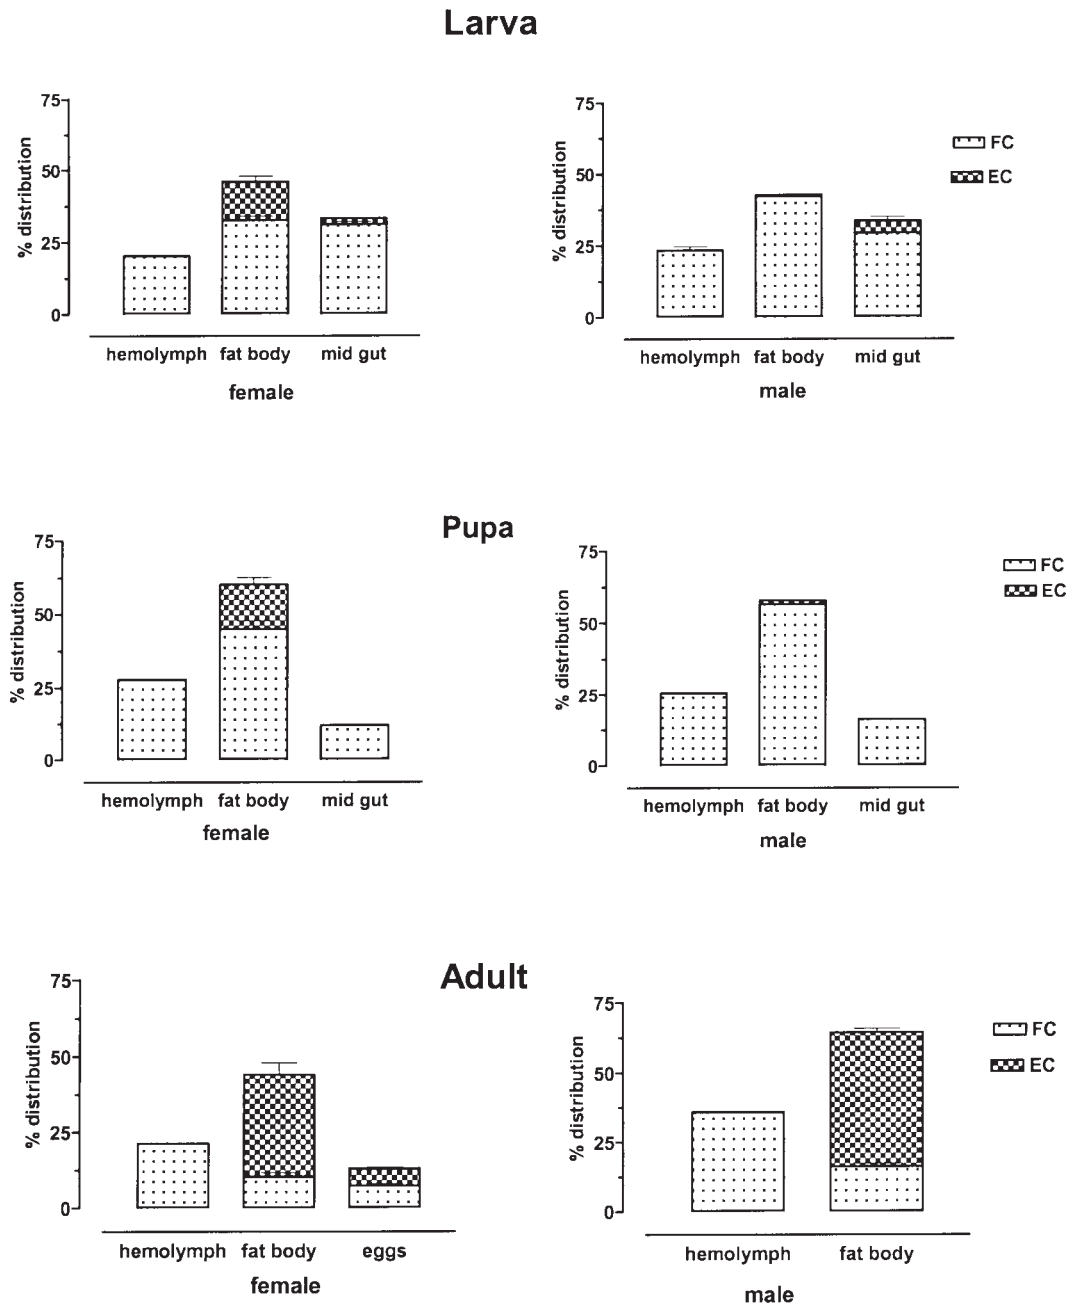 Larva
75
50
25
0
% distribution
hemolymph fat body mid gut
female
75
50
25
0
% distribution
hemolymph fat body mid gut
male
FC
EC
Pupa
75
50
25
0
% distribution
hemolymph fat body mid gut
female
75
50
25
0
% distribution
hemolymph fat body mid gut
male
FC
EC
Adult
75
50
25
0
% distribution
hemolymph fat body eggs
female
75
50
25
0
% distribution
hemolymph fat body
male
FC
EC